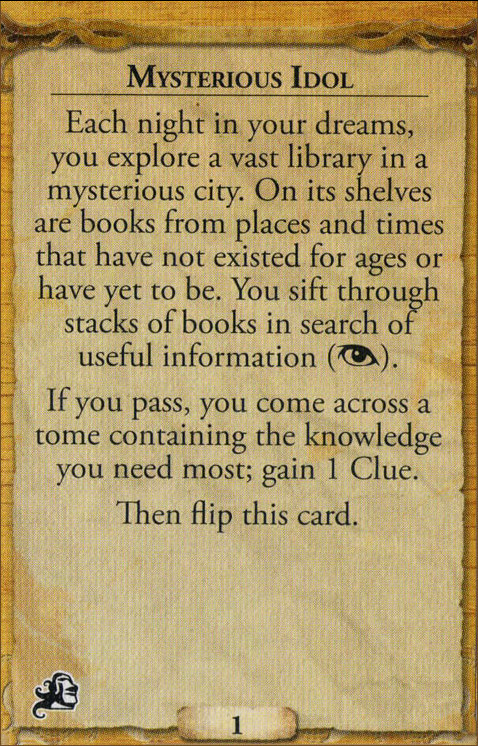 Mysterious Idol
Each night in your dreams,
you explore a vast library in a
mysterious city. On its shelves
are books from places and times
that have not existed for ages or
have yet to be. You sift through
stacks of books in search of
useful information ( ).
If you pass, you come across a
tome containing the knowledge
you need most; gain 1 Clue.
Then flip this card.
1